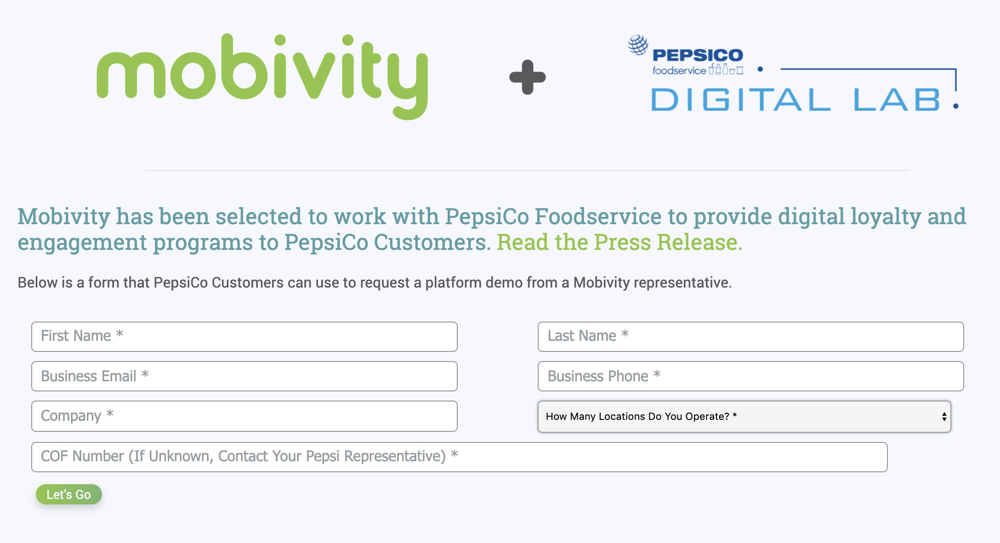 mobivity
PEPSICO
foodservice
DIGITAL LAB
Mobivity has been selected to work with PepsiCo Foodservice to provide digital loyalty and
engagement programs to PepsiCo Customers. Read the Press Release.
Below is a form that PepsiCo Customers can use to request a platform demo from a Mobivity representative.
First Name *
Last Name *
Business Email *
Business Phone *
Company *
How Many Locations Do You Operate? *
COF Number (If Unknown, Contact Your Pepsi Representative) *
Let's Go